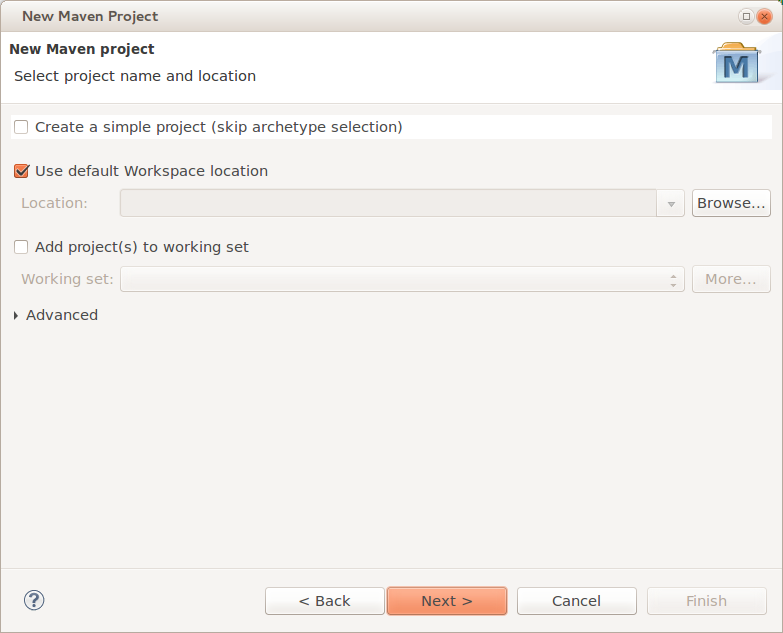 New Maven Project
New Maven project
Select project name and location
M
Create a simple project (skip archetype selection)
Use default Workspace location
Location:
Browse...
Add project(s) to working set
Working set:
More...
Advanced
?
< Back
Next >
Cancel
Finish